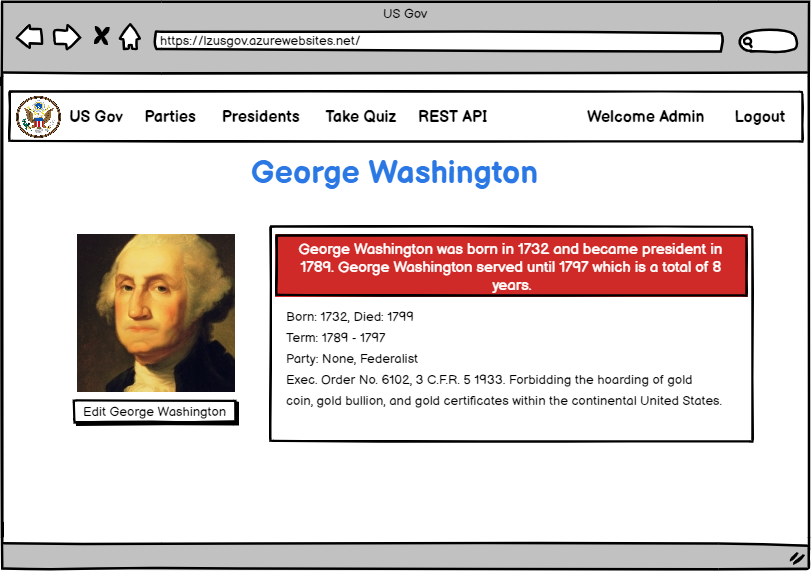 US Gov
https://lzusgov.azurewebsites.net/
US Gov Parties Presidents Take Quiz REST API Welcome Admin Logout
George Washington
George Washington was born in 1732 and became president in
1789. George Washington served until 1797 which is a total of 8
years.
Born: 1732, Died: 1799
Term: 1789 - 1797
Party: None, Federalist
Exec. Order No. 6102, 3 C.F.R. 5 1933. Forbidding the hoarding of gold
coin, gold bullion, and gold certificates within the continental United States.
Edit George Washington